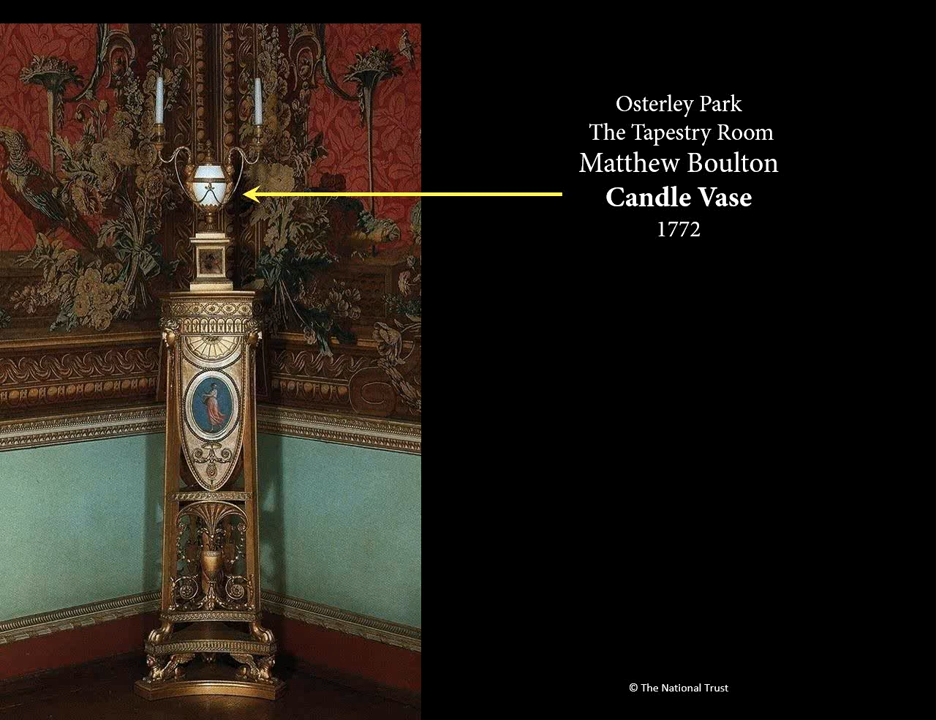 Osterley Park
The Tapestry Room
Matthew Boulton
Candle Vase
1772
© The National Trust